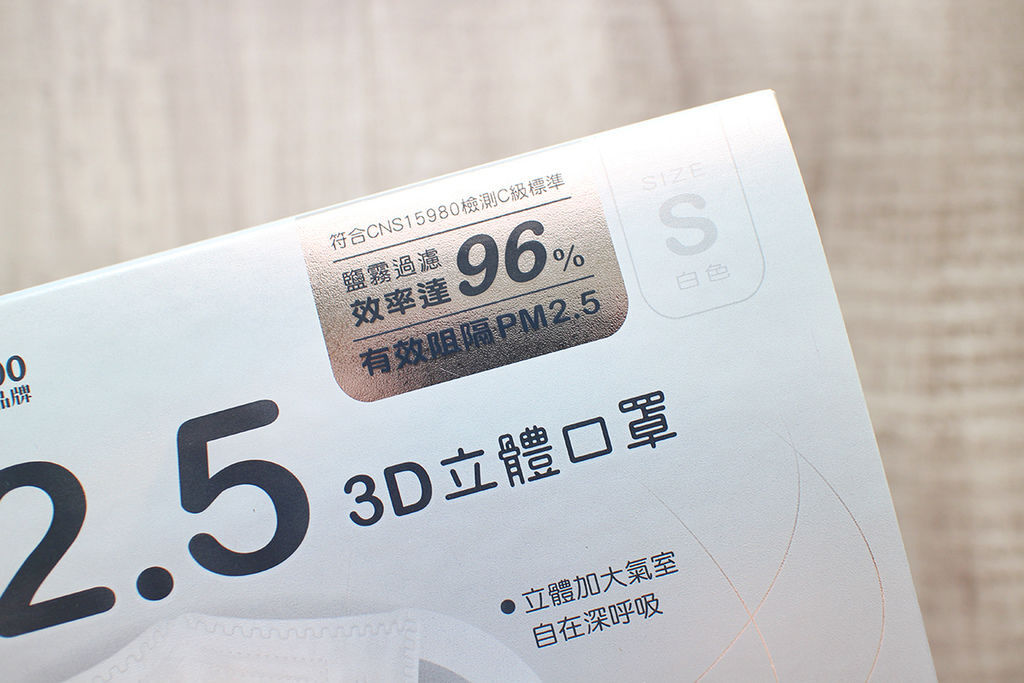 符合CNS15980檢測C級標準
鹽霧過濾
效率達96%
有效阻隔PM2.5
SIZE
S
白色
品牌
2.5
3D立體口罩
•立體加大氣室
自在深呼吸